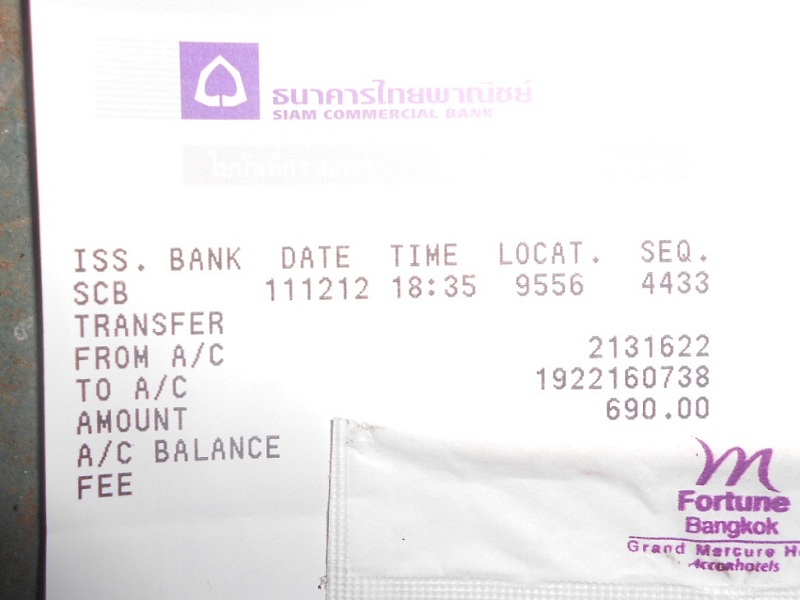 ธนาคารไทยพาณิชย์
SIAM COMMERCIAL BANK
ISS. BANK DATE TIME LOCAT. SEQ.
SCB 111212 18:35 9556 4433
TRANSFER
FROM A/C 2131622
TO A/C 1922160738
AMOUNT 690.00
A/C BALANCE
FEE
m
Fortune
Bangkok
Grand Mercure
Accorhotels